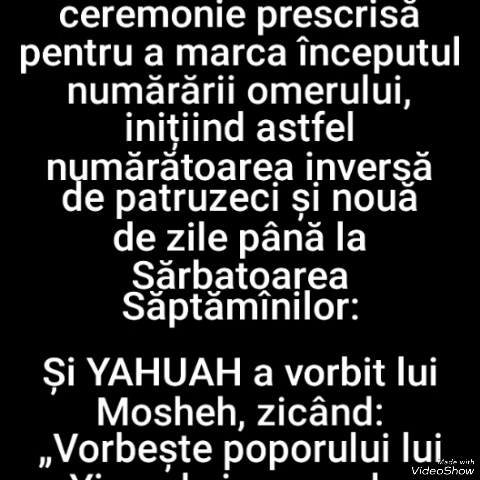 ceremonie prescrisă
pentru a marca începutul
numărării omerului,
inițiind astfel
numărătoarea inversă
de patruzeci și nouă
de zile până la
Sărbatoarea
Săptămînilor:
Și YAHUAH a vorbit lui
Mosheh, zicând:
„Vorbește poporului lui
Made with
VideoShow